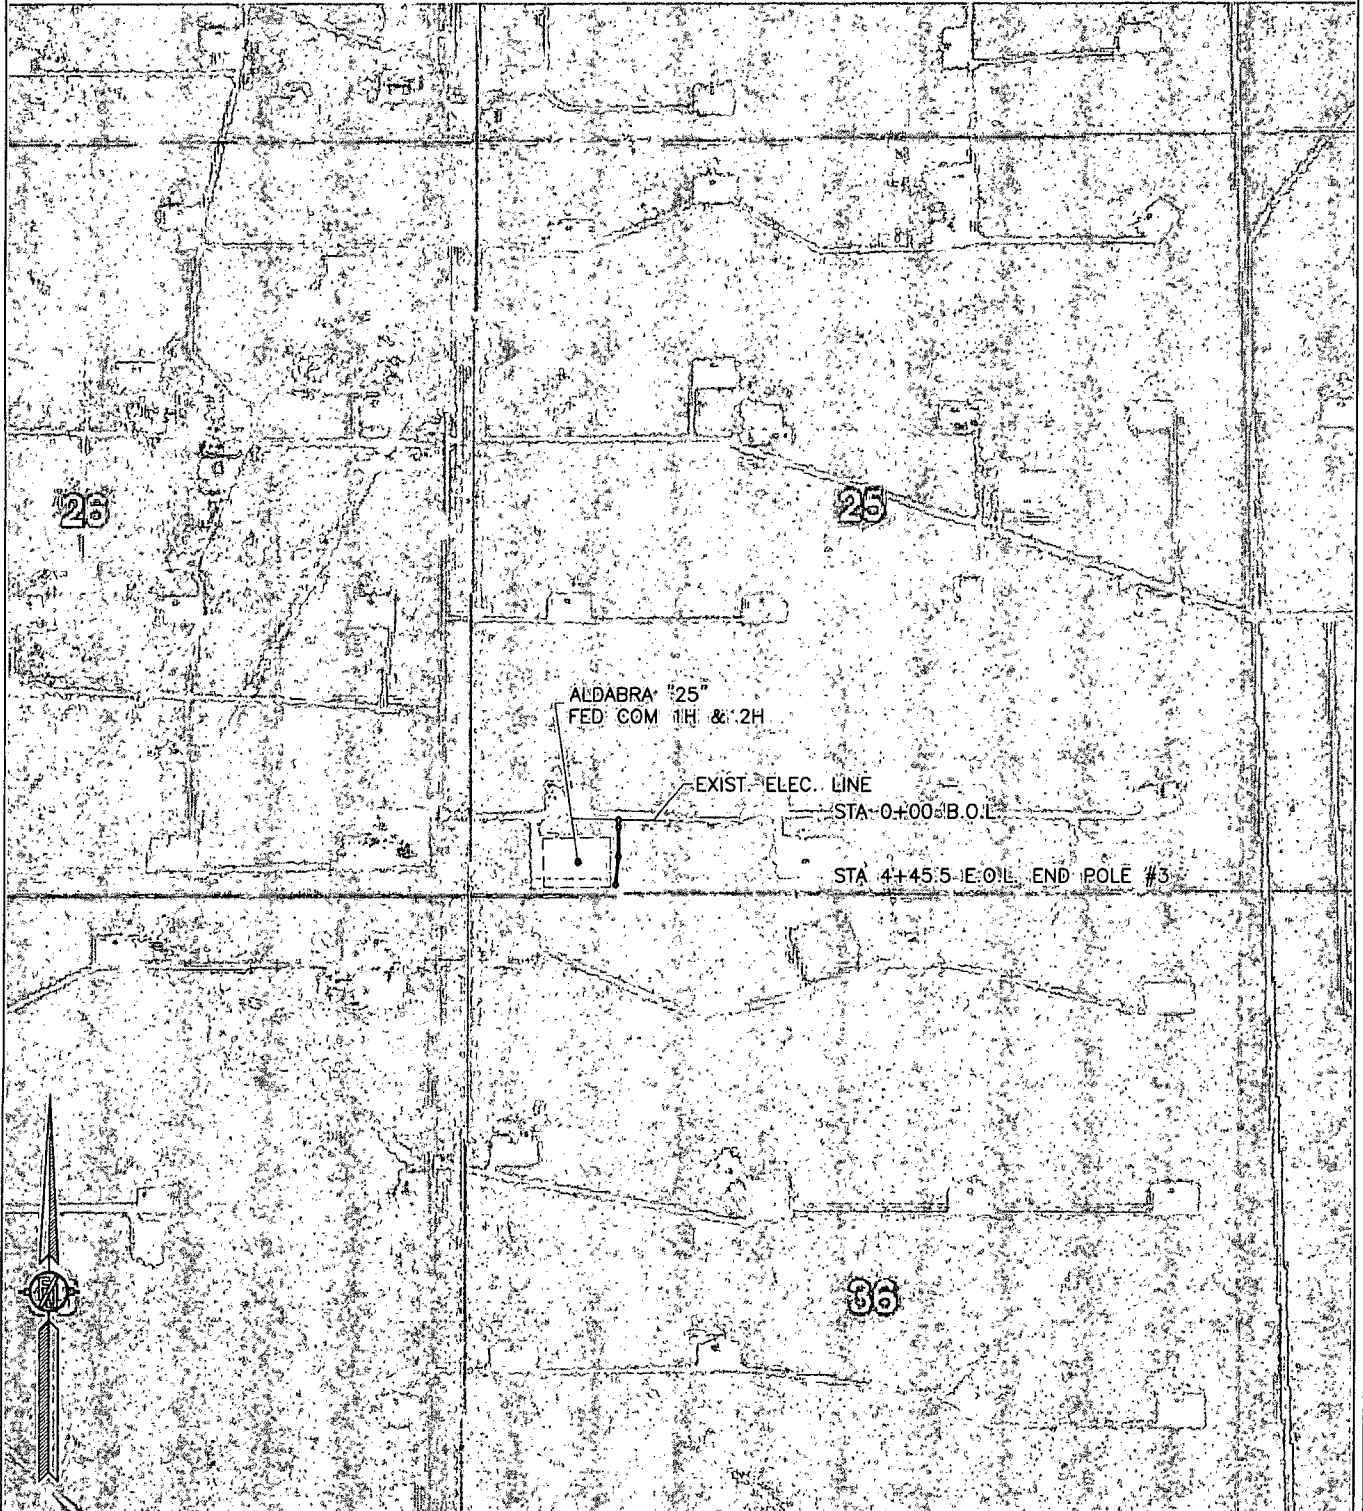 26
25
ALDABRA "25"
FED COM 1H & 2H
EXIST. ELEC. LINE
STA 0+00 B.O.L.
STA 4+45.5 E.O.L. END POLE #3
36